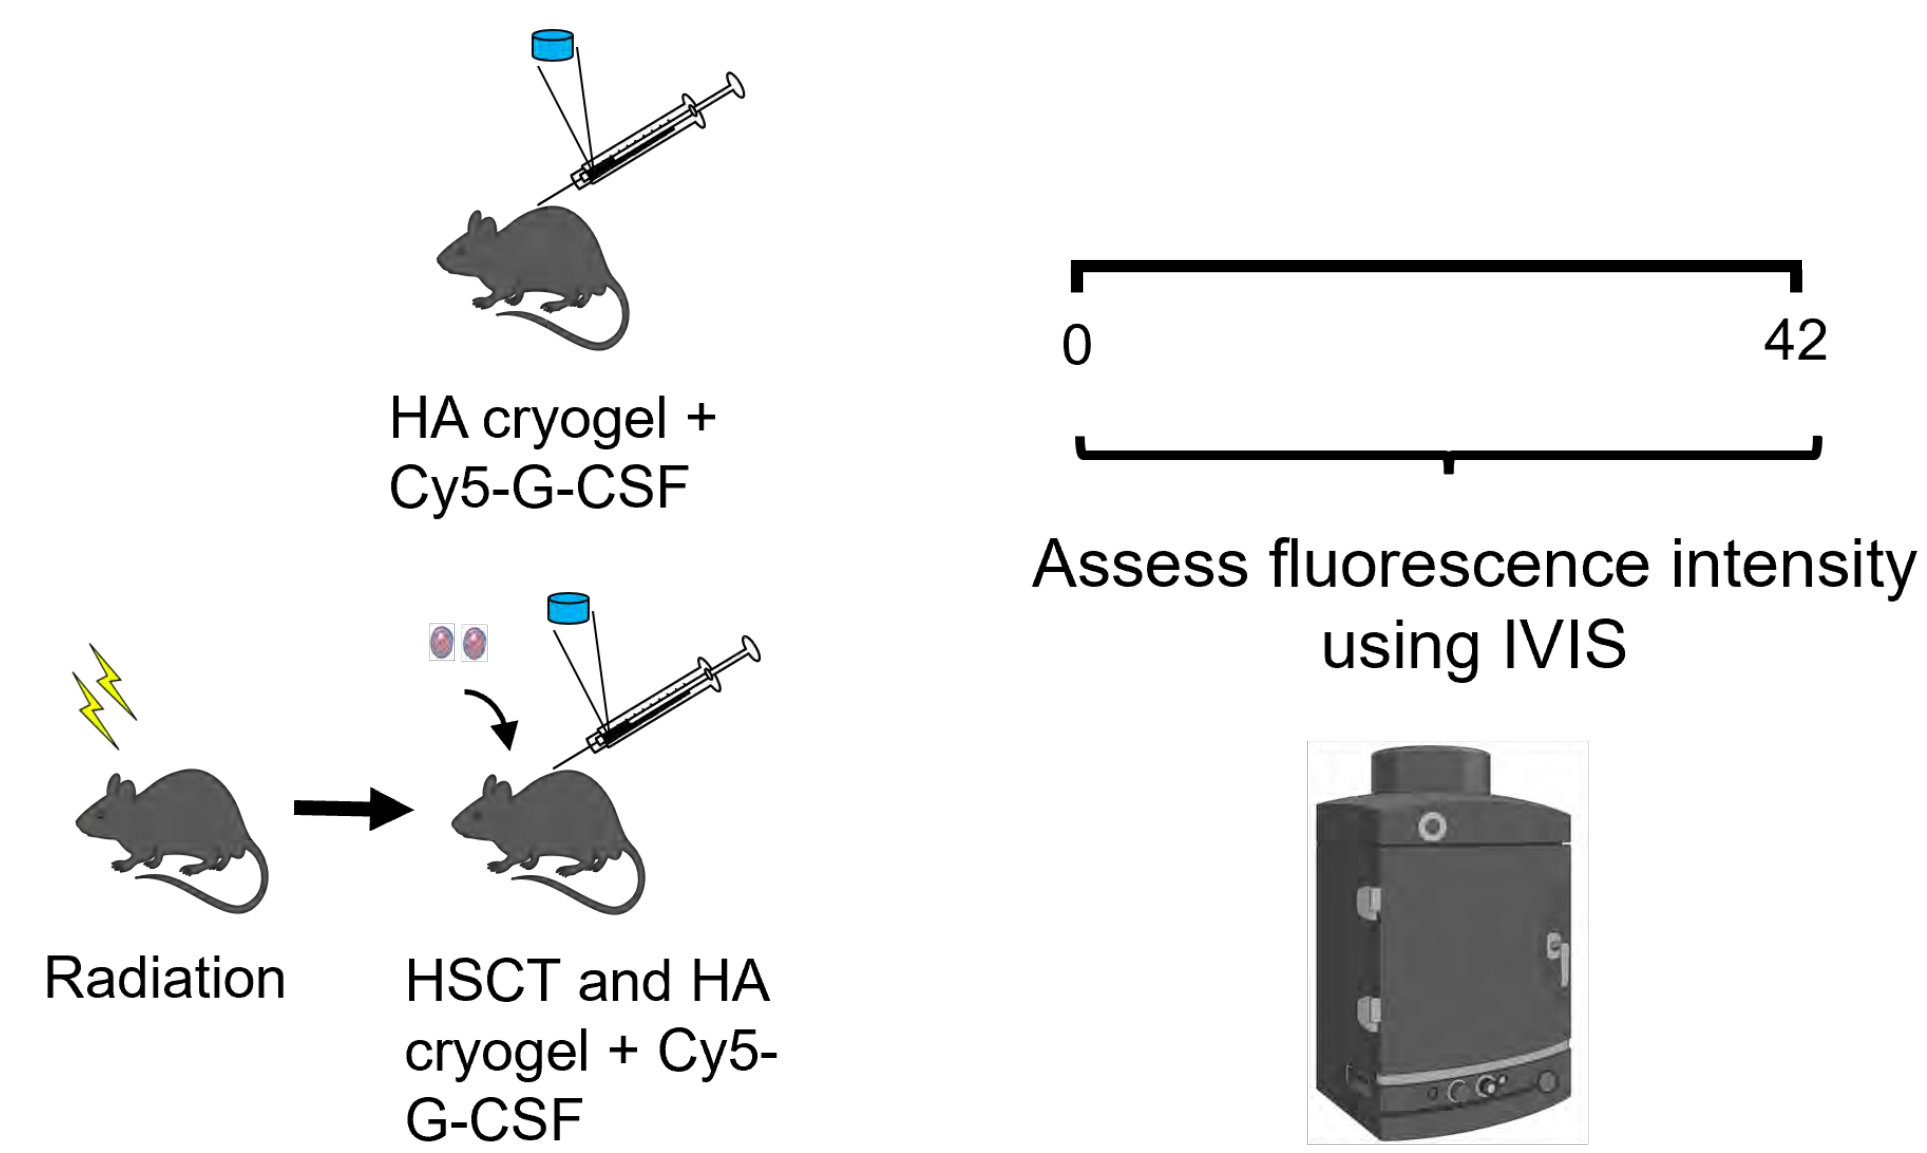 HA cryogel +
Cy5-G-CSF
0
42
Assess fluorescence intensity
using IVIS
Radiation
HSCT and HA
cryogel + Cy5-
G-CSF